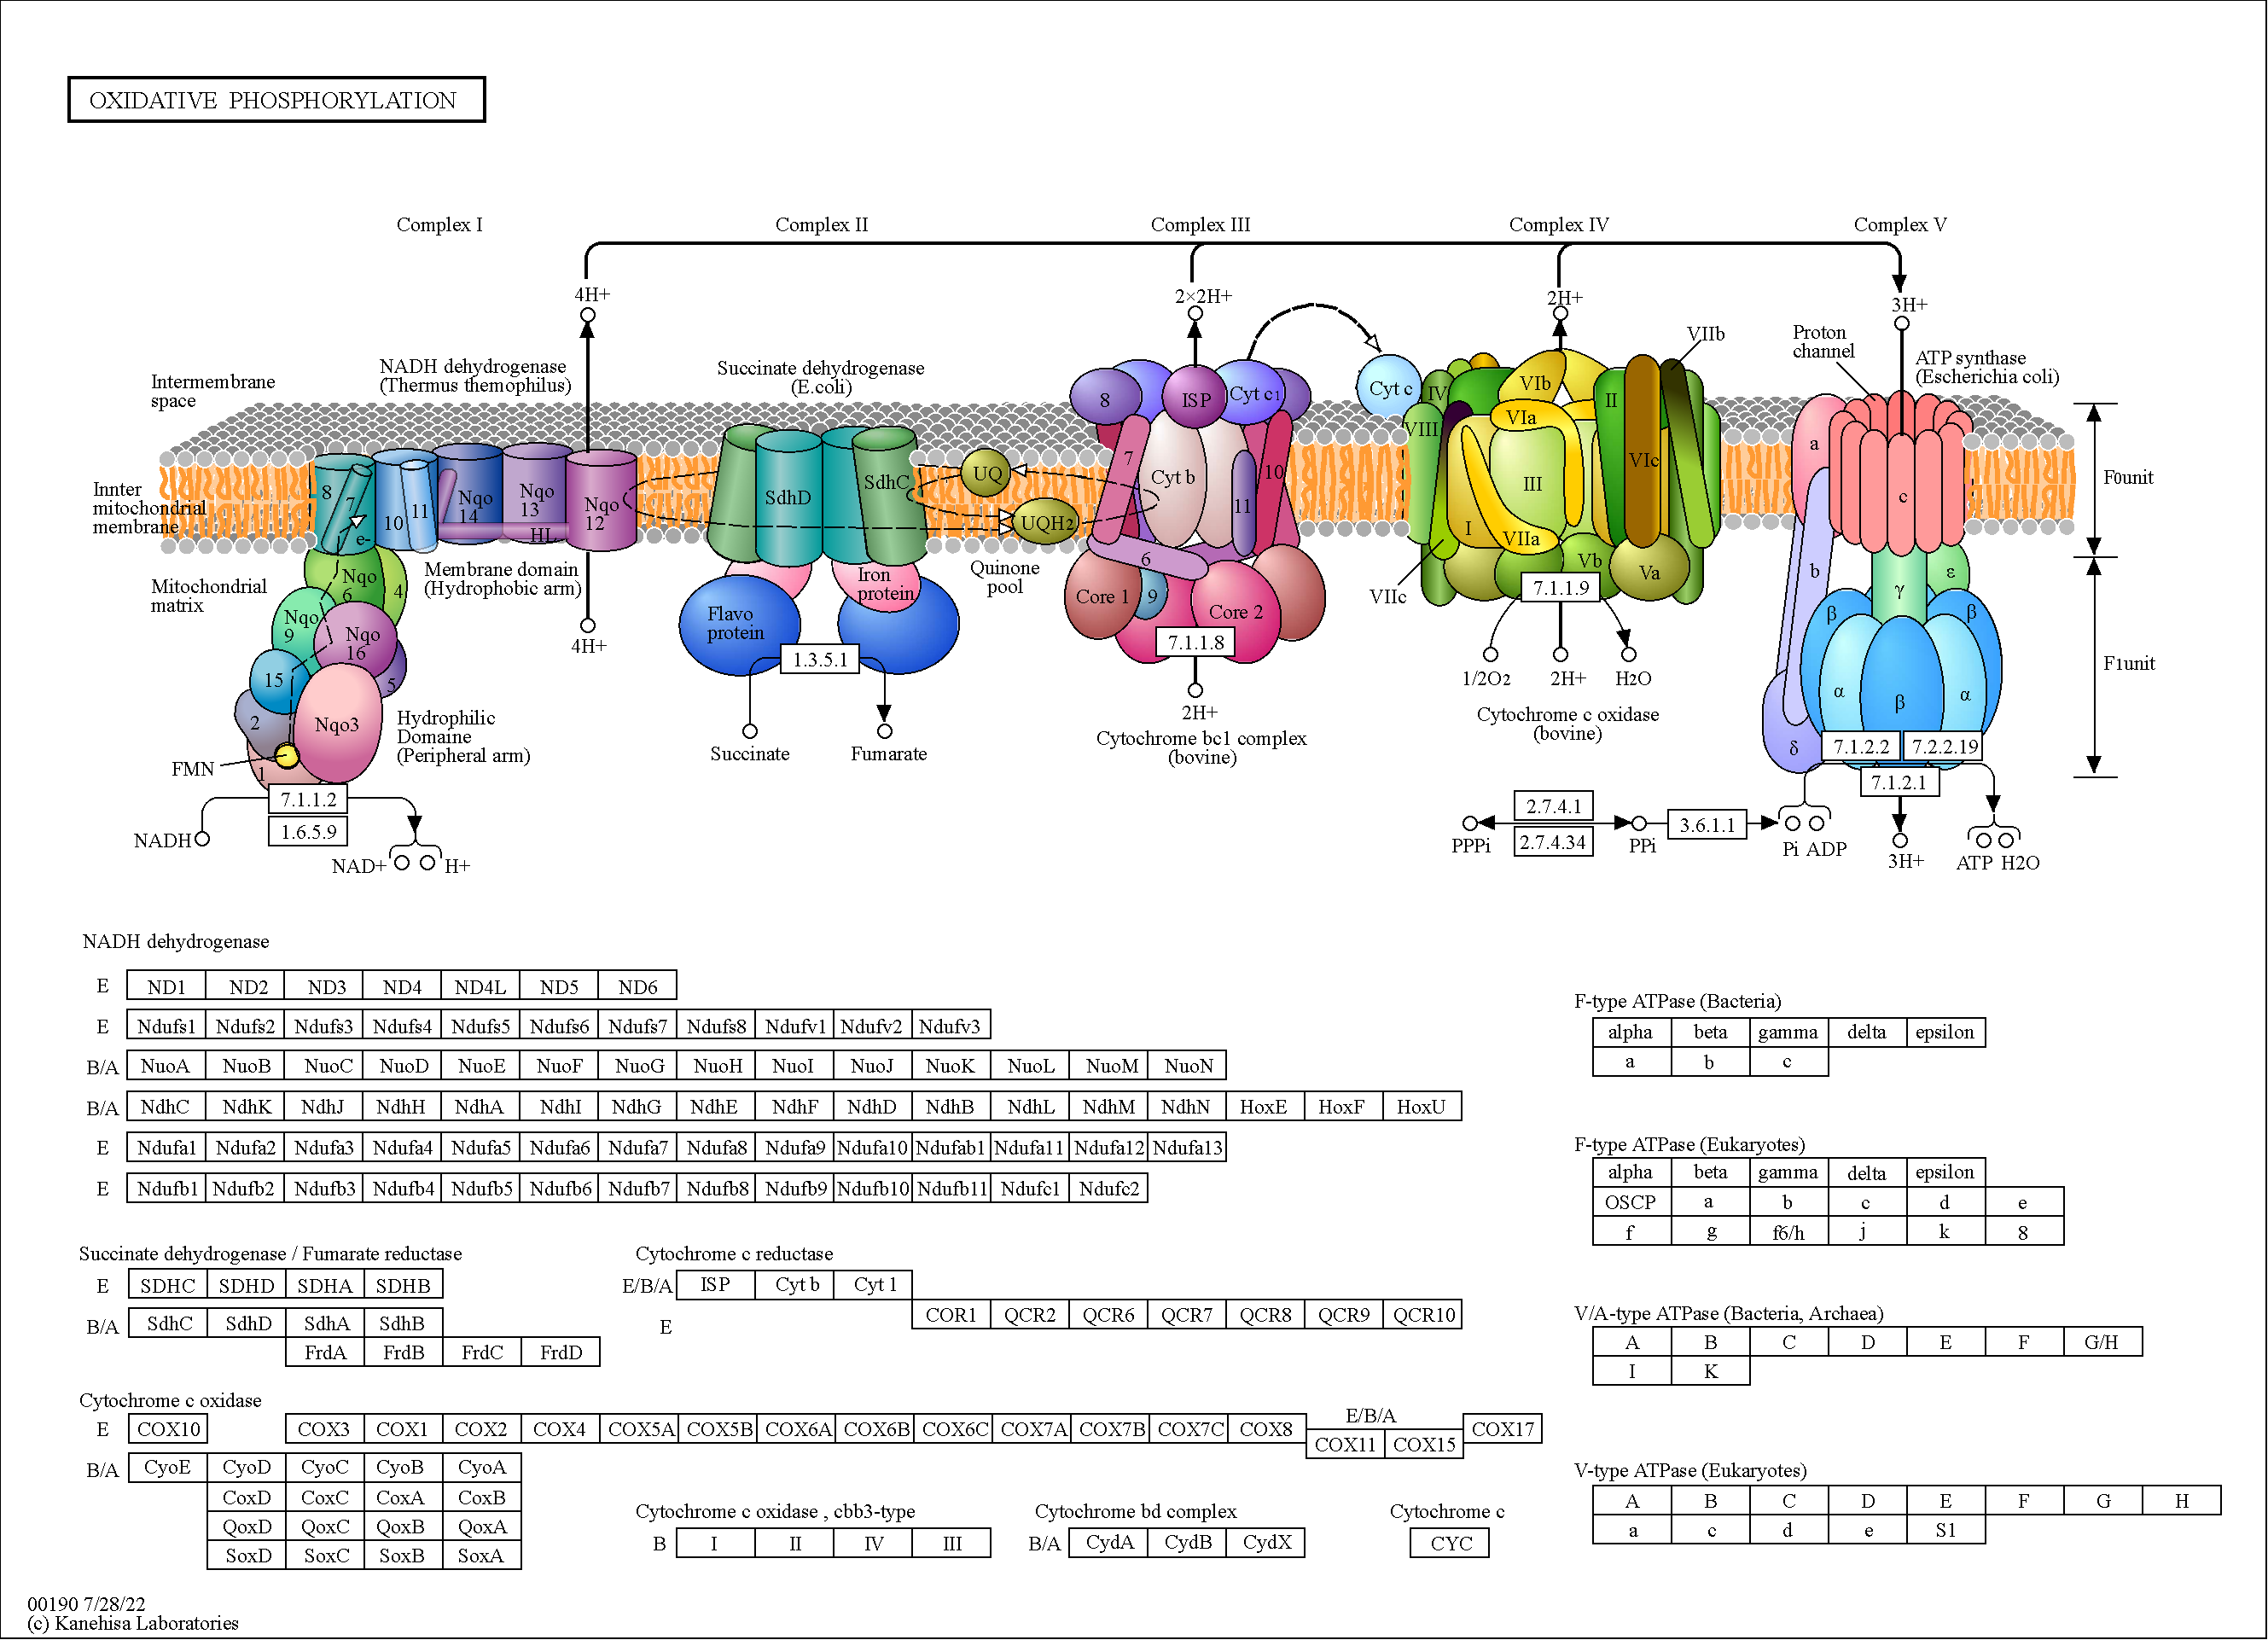 OXIDATIVE PHOSPHORYLATION
Complex I
Complex II
Complex III
Complex IV
Complex V
4H+
2×2H+
2H+
3H+
Intermembrane
space
NADH dehydrogenase
(Thermus themophilus)
Succinate dehydrogenase
(E.coli)
Proton
channel
ATP synthase
(Escherichia coli)
VIIb
Innter
mitochondrial
membrane
8
7
e-
10
11
Nqo
14
Nqo
13
HL
Nqo
12
SdhD
SdhC
UQ
UQH2
Quinone
pool
8
ISP
Cyt c1
7
Cyt b
10
11
6
Core 1
9
Core 2
7.1.1.8
2H+
Cytochrome bc1 complex
(bovine)
Cyt c
IV
VIb
II
VIII
VIa
VIc
III
I
VIIa
Vb
Va
VIIc
7.1.1.9
1/2O2
2H+
H2O
Cytochrome c oxidase
(bovine)
a
c
b
γ
ε
β
β
α
β
α
δ
F0unit
F1unit
7.1.2.2
7.2.2.19
7.1.2.1
Mitochondrial
matrix
Membrane domain
(Hydrophobic arm)
4H+
Nqo
6
4
Nqo
9
Nqo
16
15
5
2
Nqo3
1
FMN
Hydrophilic
Domaine
(Peripheral arm)
7.1.1.2
1.6.5.9
NADH
NAD+
H+
Flavo
protein
Iron
protein
1.3.5.1
Succinate
Fumarate
PPPi
2.7.4.1
2.7.4.34
PPi
3.6.1.1
Pi ADP
3H+
ATP H2O
NADH dehydrogenase
E ND1 ND2 ND3 ND4 ND4L ND5 ND6
E Ndufs1 Ndufs2 Ndufs3 Ndufs4 Ndufs5 Ndufs6 Ndufs7 Ndufs8 Ndufv1 Ndufv2 Ndufv3
B/A NuoA NuoB NuoC NuoD NuoE NuoF NuoG NuoH NuoI NuoJ NuoK NuoL NuoM NuoN
B/A NdhC NdhK NdhJ NdhH NdhA NdhI NdhG NdhE NdhF NdhD NdhB NdhL NdhM NdhN HoxE HoxF HoxU
E Ndufa1 Ndufa2 Ndufa3 Ndufa4 Ndufa5 Ndufa6 Ndufa7 Ndufa8 Ndufa9 Ndufa10 Ndufab1 Ndufa11 Ndufa12 Ndufa13
E Ndufb1 Ndufb2 Ndufb3 Ndufb4 Ndufb5 Ndufb6 Ndufb7 Ndufb8 Ndufb9 Ndufb10 Ndufb11 Ndufc1 Ndufc2
Succinate dehydrogenase / Fumarate reductase
E SDHC SDHD SDHA SDHB
B/A SdhC SdhD SdhA SdhB
FrdA FrdB FrdC FrdD
Cytochrome c reductase
E/B/A ISP Cyt b Cyt 1
E COR1 QCR2 QCR6 QCR7 QCR8 QCR9 QCR10
Cytochrome c oxidase
E COX10 COX3 COX1 COX2 COX4 COX5A COX5B COX6A COX6B COX6C COX7A COX7B COX7C COX8
E/B/A
COX11 COX15
COX17
B/A CyoE CyoD CyoC CyoB CyoA
CoxD CoxC CoxA CoxB
QoxD QoxC QoxB QoxA
SoxD SoxC SoxB SoxA
Cytochrome c oxidase , cbb3-type
B I II IV III
Cytochrome bd complex
B/A CydA CydB CydX
Cytochrome c
CYC
F-type ATPase (Bacteria)
alpha beta gamma delta epsilon
a b c
F-type ATPase (Eukaryotes)
alpha beta gamma delta epsilon
OSCP a b c d e
f g f6/h j k 8
V/A-type ATPase (Bacteria, Archaea)
A B C D E F G/H
I K
V-type ATPase (Eukaryotes)
A B C D E F G H
a c d e S1
00190 7/28/22
(c) Kanehisa Laboratories